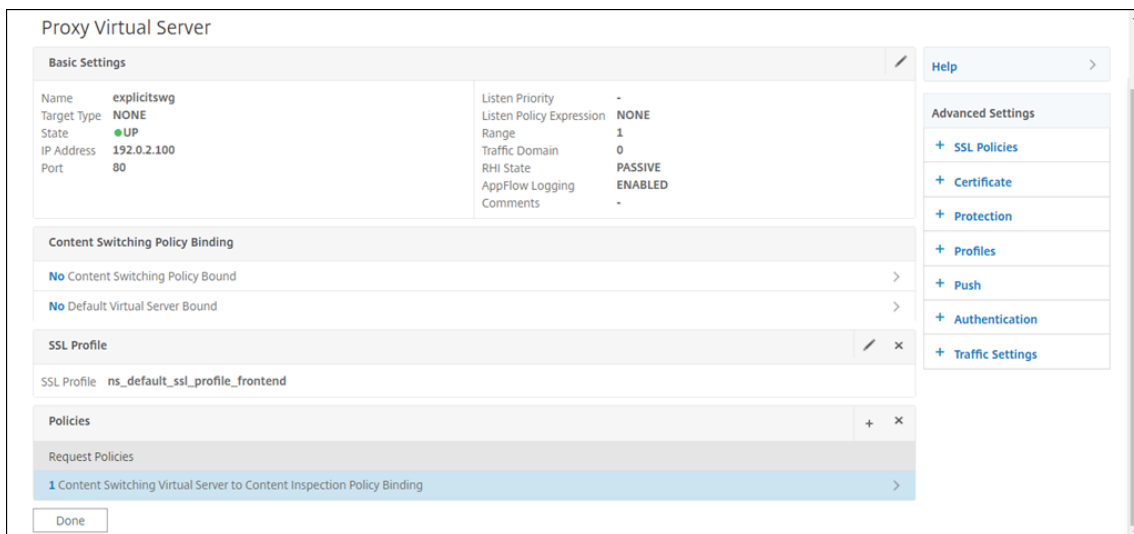 Proxy Virtual Server
Basic Settings
Name explicitswg
Target Type NONE
State UP
IP Address 192.0.2.100
Port 80
Listen Priority -
Listen Policy Expression NONE
Range 1
Traffic Domain 0
RHI State PASSIVE
AppFlow Logging ENABLED
Comments -
Content Switching Policy Binding
No Content Switching Policy Bound
No Default Virtual Server Bound
SSL Profile
SSL Profile ns_default_ssl_profile_frontend
Policies
Request Policies
1 Content Switching Virtual Server to Content Inspection Policy Binding
Done
Help
Advanced Settings
+ SSL Policies
+ Certificate
+ Protection
+ Profiles
+ Push
+ Authentication
+ Traffic Settings